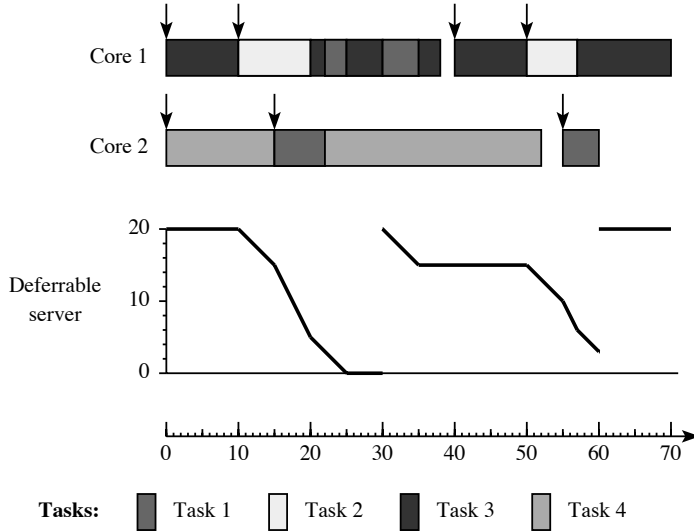 Core 1
Core 2
20
10
0
Deferrable
server
0 10 20 30 40 50 60 70
Tasks: Task 1 Task 2 Task 3 Task 4